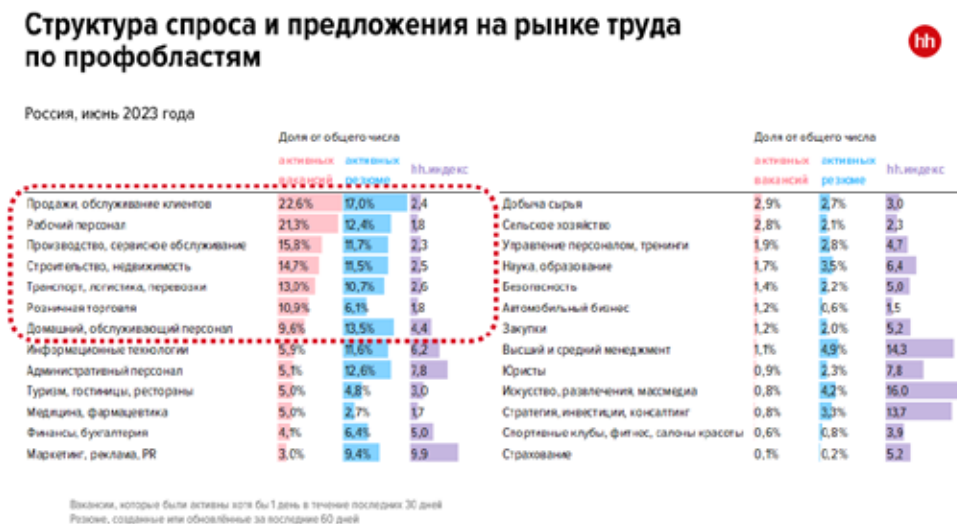 Структура спроса и предложения на рынке труда
по профобластям
hh
Россия, июнь 2023 года
Доля от общего числа
активных активных hh.индекс
вакансий резюме
Продажи, обслуживание клиентов 22,6% 17,0% 2,4
Рабочий персонал 21,3% 12,4% 1,8
Производство, сервисное обслуживание 15,8% 11,7% 2,3
Строительство, недвижимость 14,7% 11,5% 2,5
Транспорт, логистика, перевозки 13,0% 10,7% 2,6
Розничная торговля 10,9% 6,1% 1,8
Домашний, обслуживающий персонал 9,6% 13,5% 4,4
Информационные технологии 5,9% 11,6% 6,2
Административный персонал 5,1% 12,6% 7,8
Туризм, гостиницы, рестораны 5,0% 4,8% 3,0
Медицина, фармацевтика 5,0% 2,7% 1,7
Финансы, бухгалтерия 4,1% 6,4% 5,0
Маркетинг, реклама, PR 3,0% 9,4% 9,9
Доля от общего числа
активных активных hh.индекс
вакансий резюме
Добыча сырья 2,9% 2,7% 3,0
Сельское хозяйство 2,8% 2,1% 2,3
Управление персоналом, тренинги 1,9% 2,8% 4,7
Наука, образование 1,7% 3,5% 6,4
Безопасность 1,4% 2,2% 5,0
Автомобильный бизнес 1,2% 0,6% 1,5
Закупки 1,2% 2,0% 5,2
Высший и средний менеджмент 1,1% 4,9% 14,3
Юристы 0,9% 2,3% 7,8
Искусство, развлечения, массмедиа 0,8% 4,2% 16,0
Стратегия, инвестиции, консалтинг 0,8% 3,3% 13,7
Спортивные клубы, фитнес, салоны красоты 0,6% 0,8% 3,9
Страхование 0,1% 0,2% 5,2
Вакансии, которые были активны хотя бы 1 день в течение последних 30 дней
Резюме, созданные или обновлённые за последние 60 дней